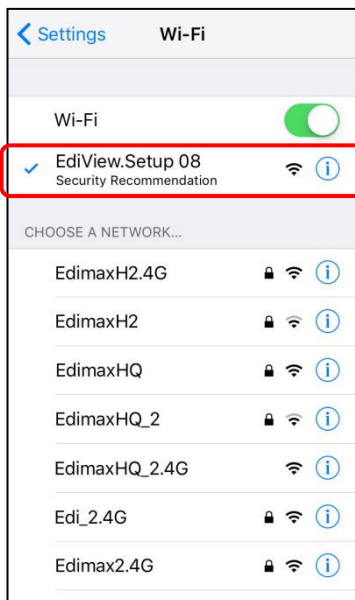 Settings Wi-Fi
Wi-Fi
EdiView.Setup 08
Security Recommendation
CHOOSE A NETWORK...
EdimaxH2.4G
EdimaxH2
EdimaxHQ
EdimaxHQ_2
EdimaxHQ_2.4G
Edi_2.4G
Edimax2.4G